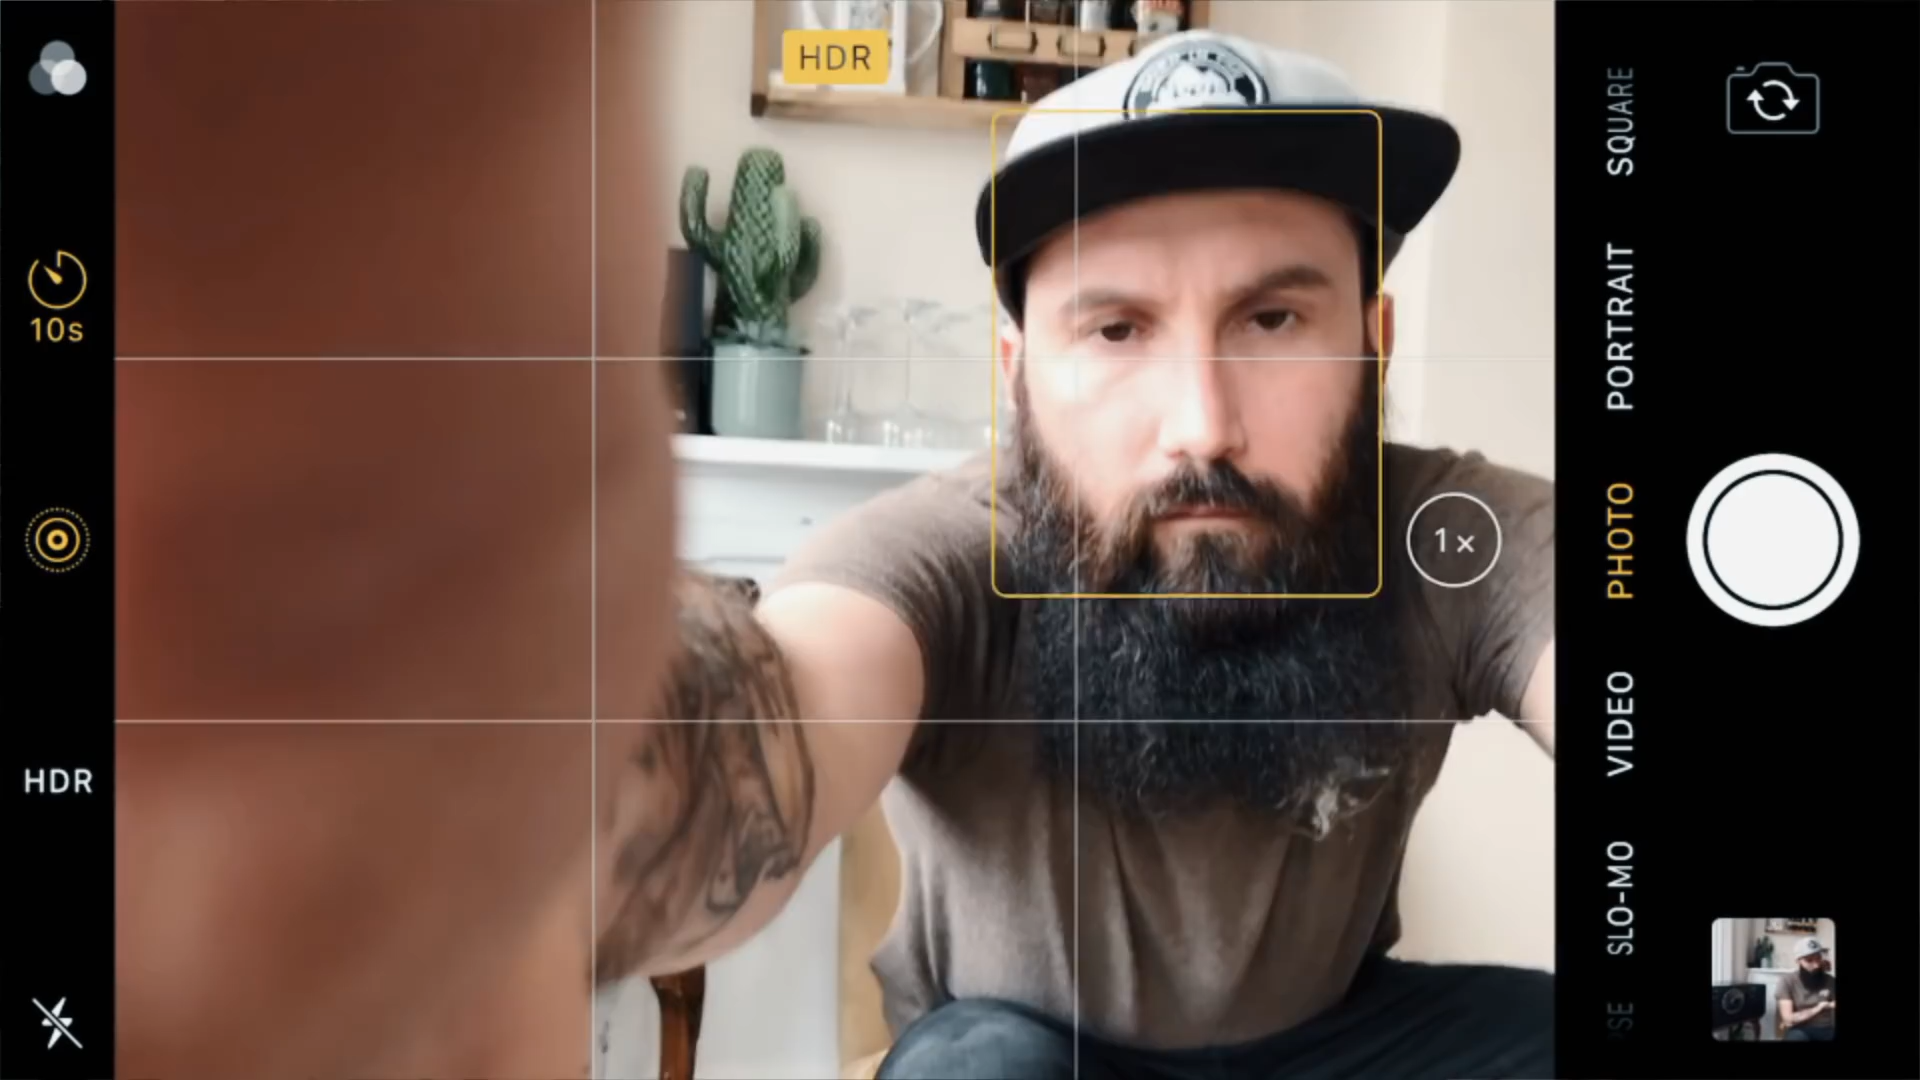 HDR
10s
HDR
SQUARE
PORTRAIT
PHOTO
VIDEO
SLO-MO
1×